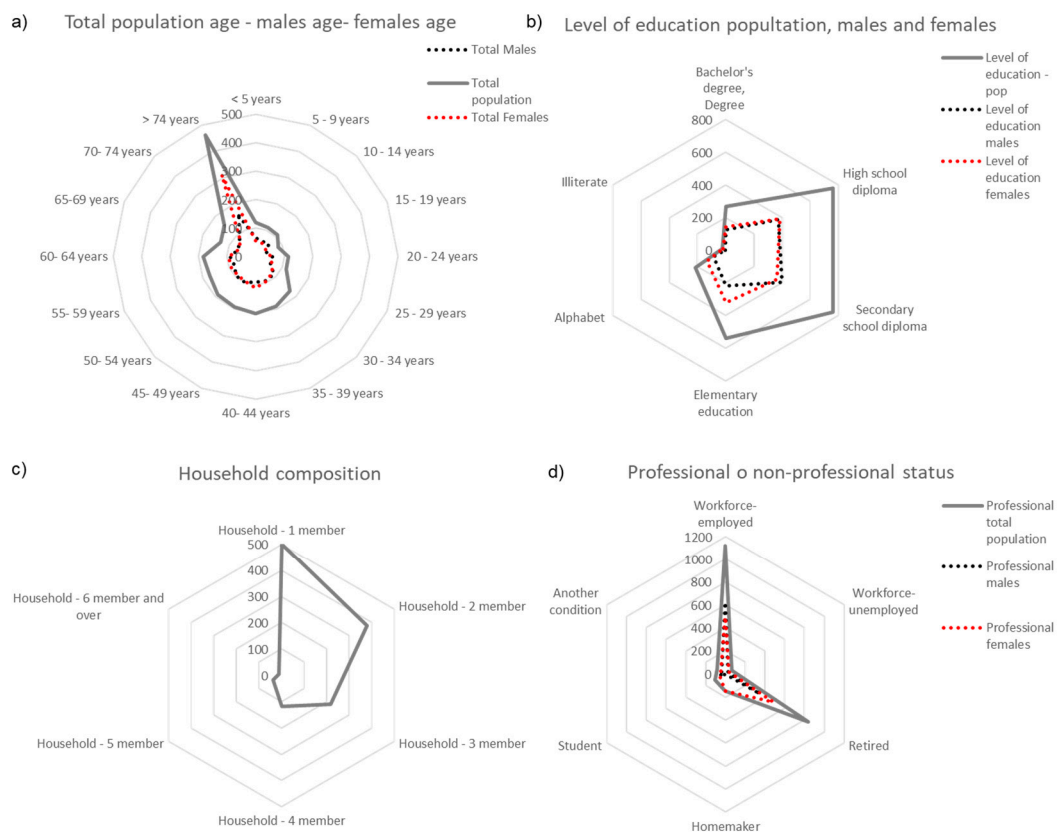 a)
Total population age - males age- females age
Total Males
Total
population
Total Females
< 5 years
5 - 9 years
10 - 14 years
15 - 19 years
20 - 24 years
25 - 29 years
30 - 34 years
35 - 39 years
40- 44 years
45- 49 years
50- 54 years
55- 59 years
60- 64 years
65-69 years
70- 74 years
> 74 years
500
400
300
200
100
0
b)
Level of education popultation, males and females
Level of
education -
pop
Level of
education
males
Level of
education
females
Bachelor's
degree,
Degree
High school
diploma
Secondary
school diploma
Elementary
education
Alphabet
Illiterate
800
600
400
200
0
c)
Household composition
Household - 1 member
Household - 2 member
Household - 3 member
Household - 4 member
Household - 5 member
Household - 6 member and
over
500
400
300
200
100
0
d)
Professional o non-professional status
Professional
total
population
Professional
males
Professional
females
Workforce-
employed
Workforce-
unemployed
Retired
Homemaker
Student
Another
condition
1200
1000
800
600
400
200
0